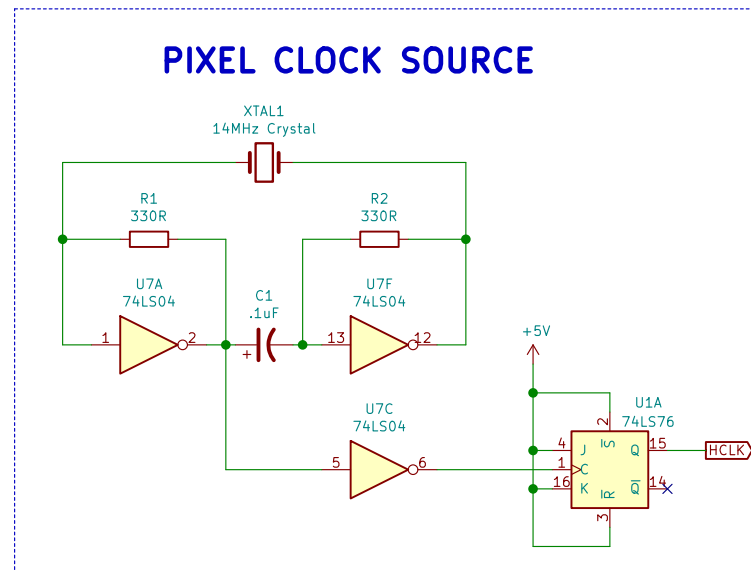 PIXEL CLOCK SOURCE
XTAL1
14MHz Crystal
R1
330R
R2
330R
U7A
74LS04
1
2
C1
.1uF
+
U7F
74LS04
13
12
+5V
U7C
74LS04
5
6
U1A
74LS76
2
S
4
J
Q
15
HCLK
1
C
16
K
Q
14
R
3